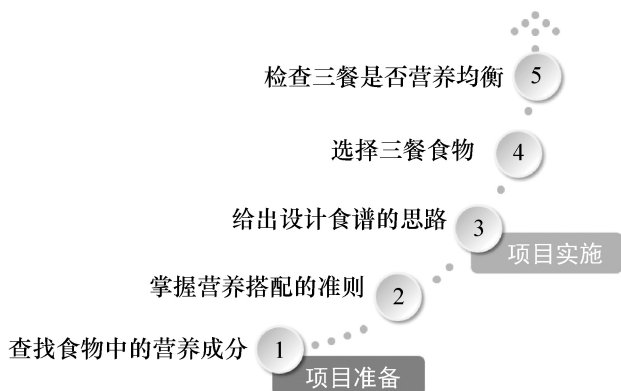 5
检查三餐是否营养均衡
4
选择三餐食物
给出设计食谱的思路
3
项目实施
掌握营养搭配的准则
2
查找食物中的营养成分
1
项目准备